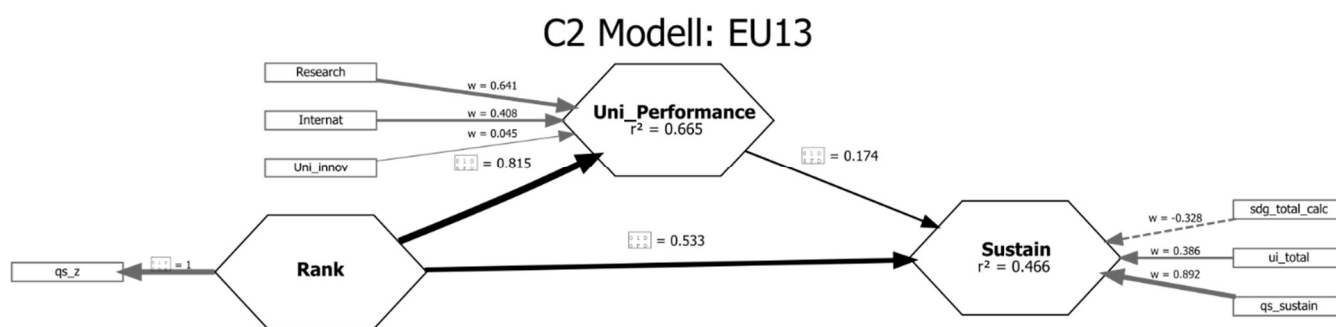 C2 Modell: EU13
Research
w = 0.641
Internat
w = 0.408
w = 0.045
Uni_innov
Uni_Performance
r² = 0.665
= 0.815
= 0.174
= 0.533
Rank
= 1
qs_z
Sustain
r² = 0.466
sdg_total_calc
w = -0.328
ui_total
w = 0.386
w = 0.892
qs_sustain